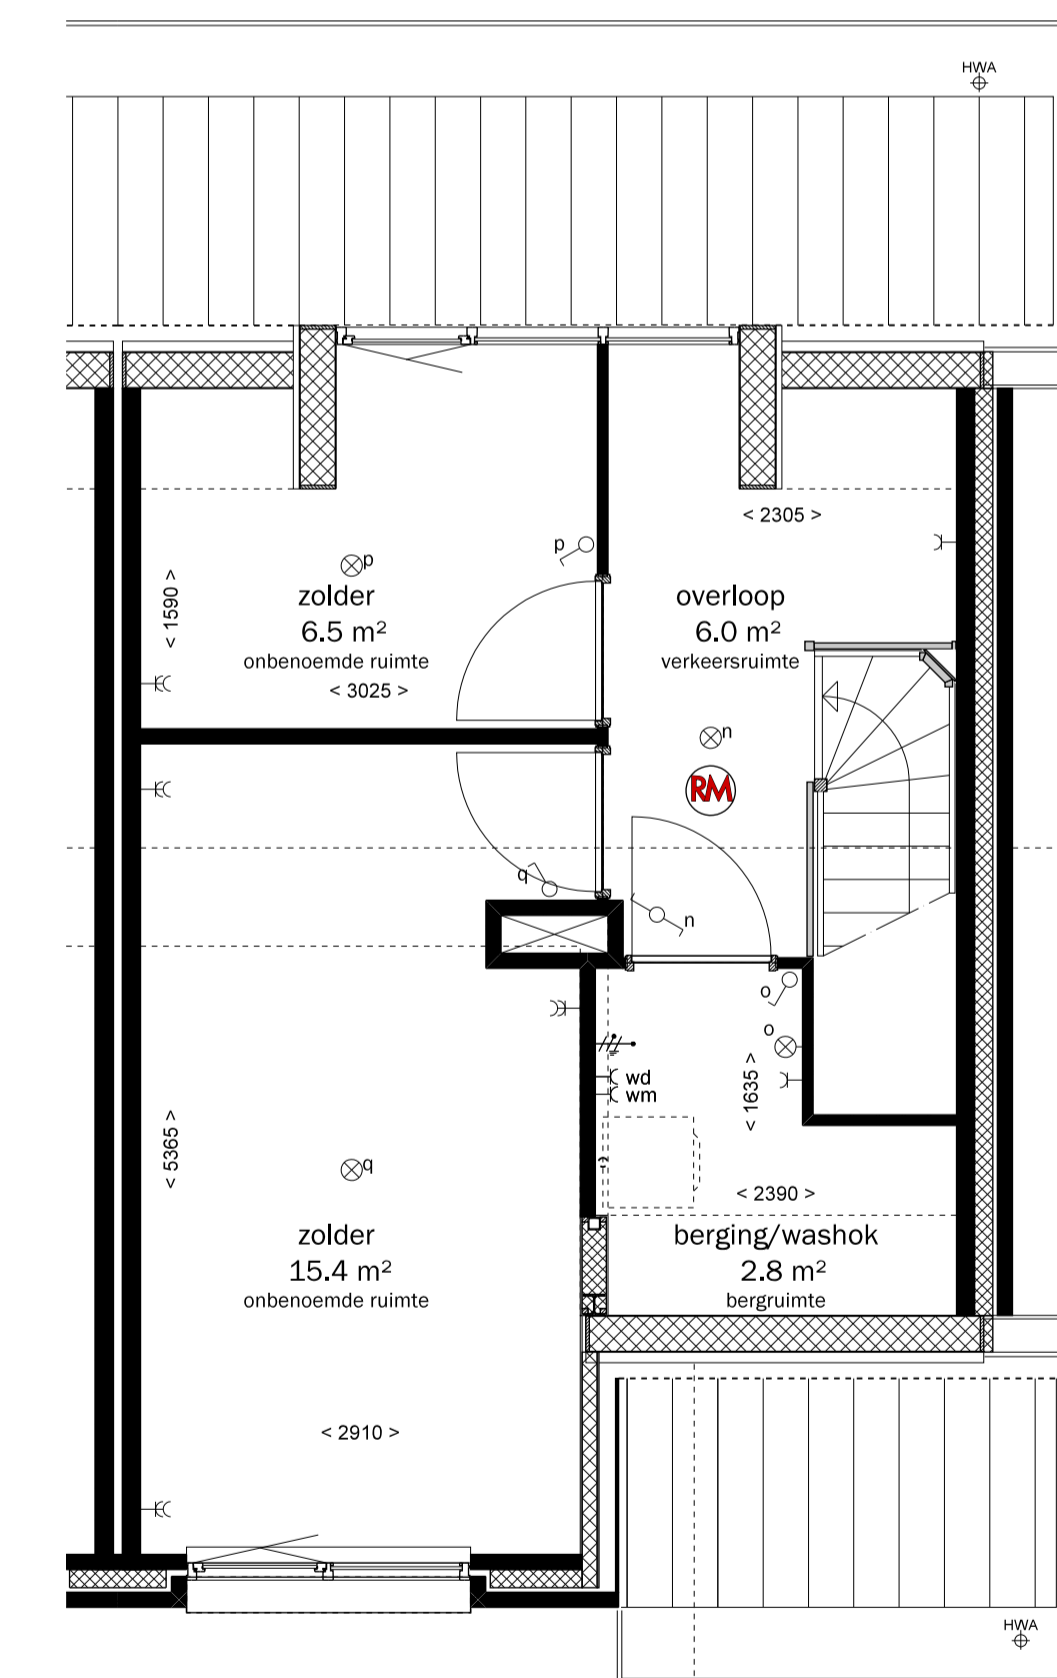 HWA
< 2305 >
p
p
< 1590 >
zolder
6.5 m²
onbenoemde ruimte
< 3025 >
overloop
6.0 m²
verkeersruimte
n
RM
q
n
o
o
wd
wm
< 1635 >
< 5365 >
q
< 2390 >
zolder
15.4 m²
onbenoemde ruimte
berging/washok
2.8 m²
bergruimte
< 2910 >
HWA